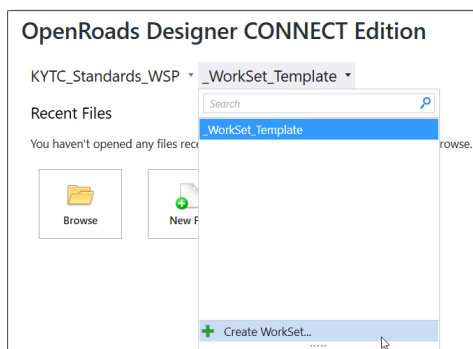 OpenRoads Designer CONNECT Edition
KYTC_Standards_WSP _WorkSet_Template
Search
Recent Files
_WorkSet_Template
You haven't opened any files rowse.
Browse
New
Create WorkSet...